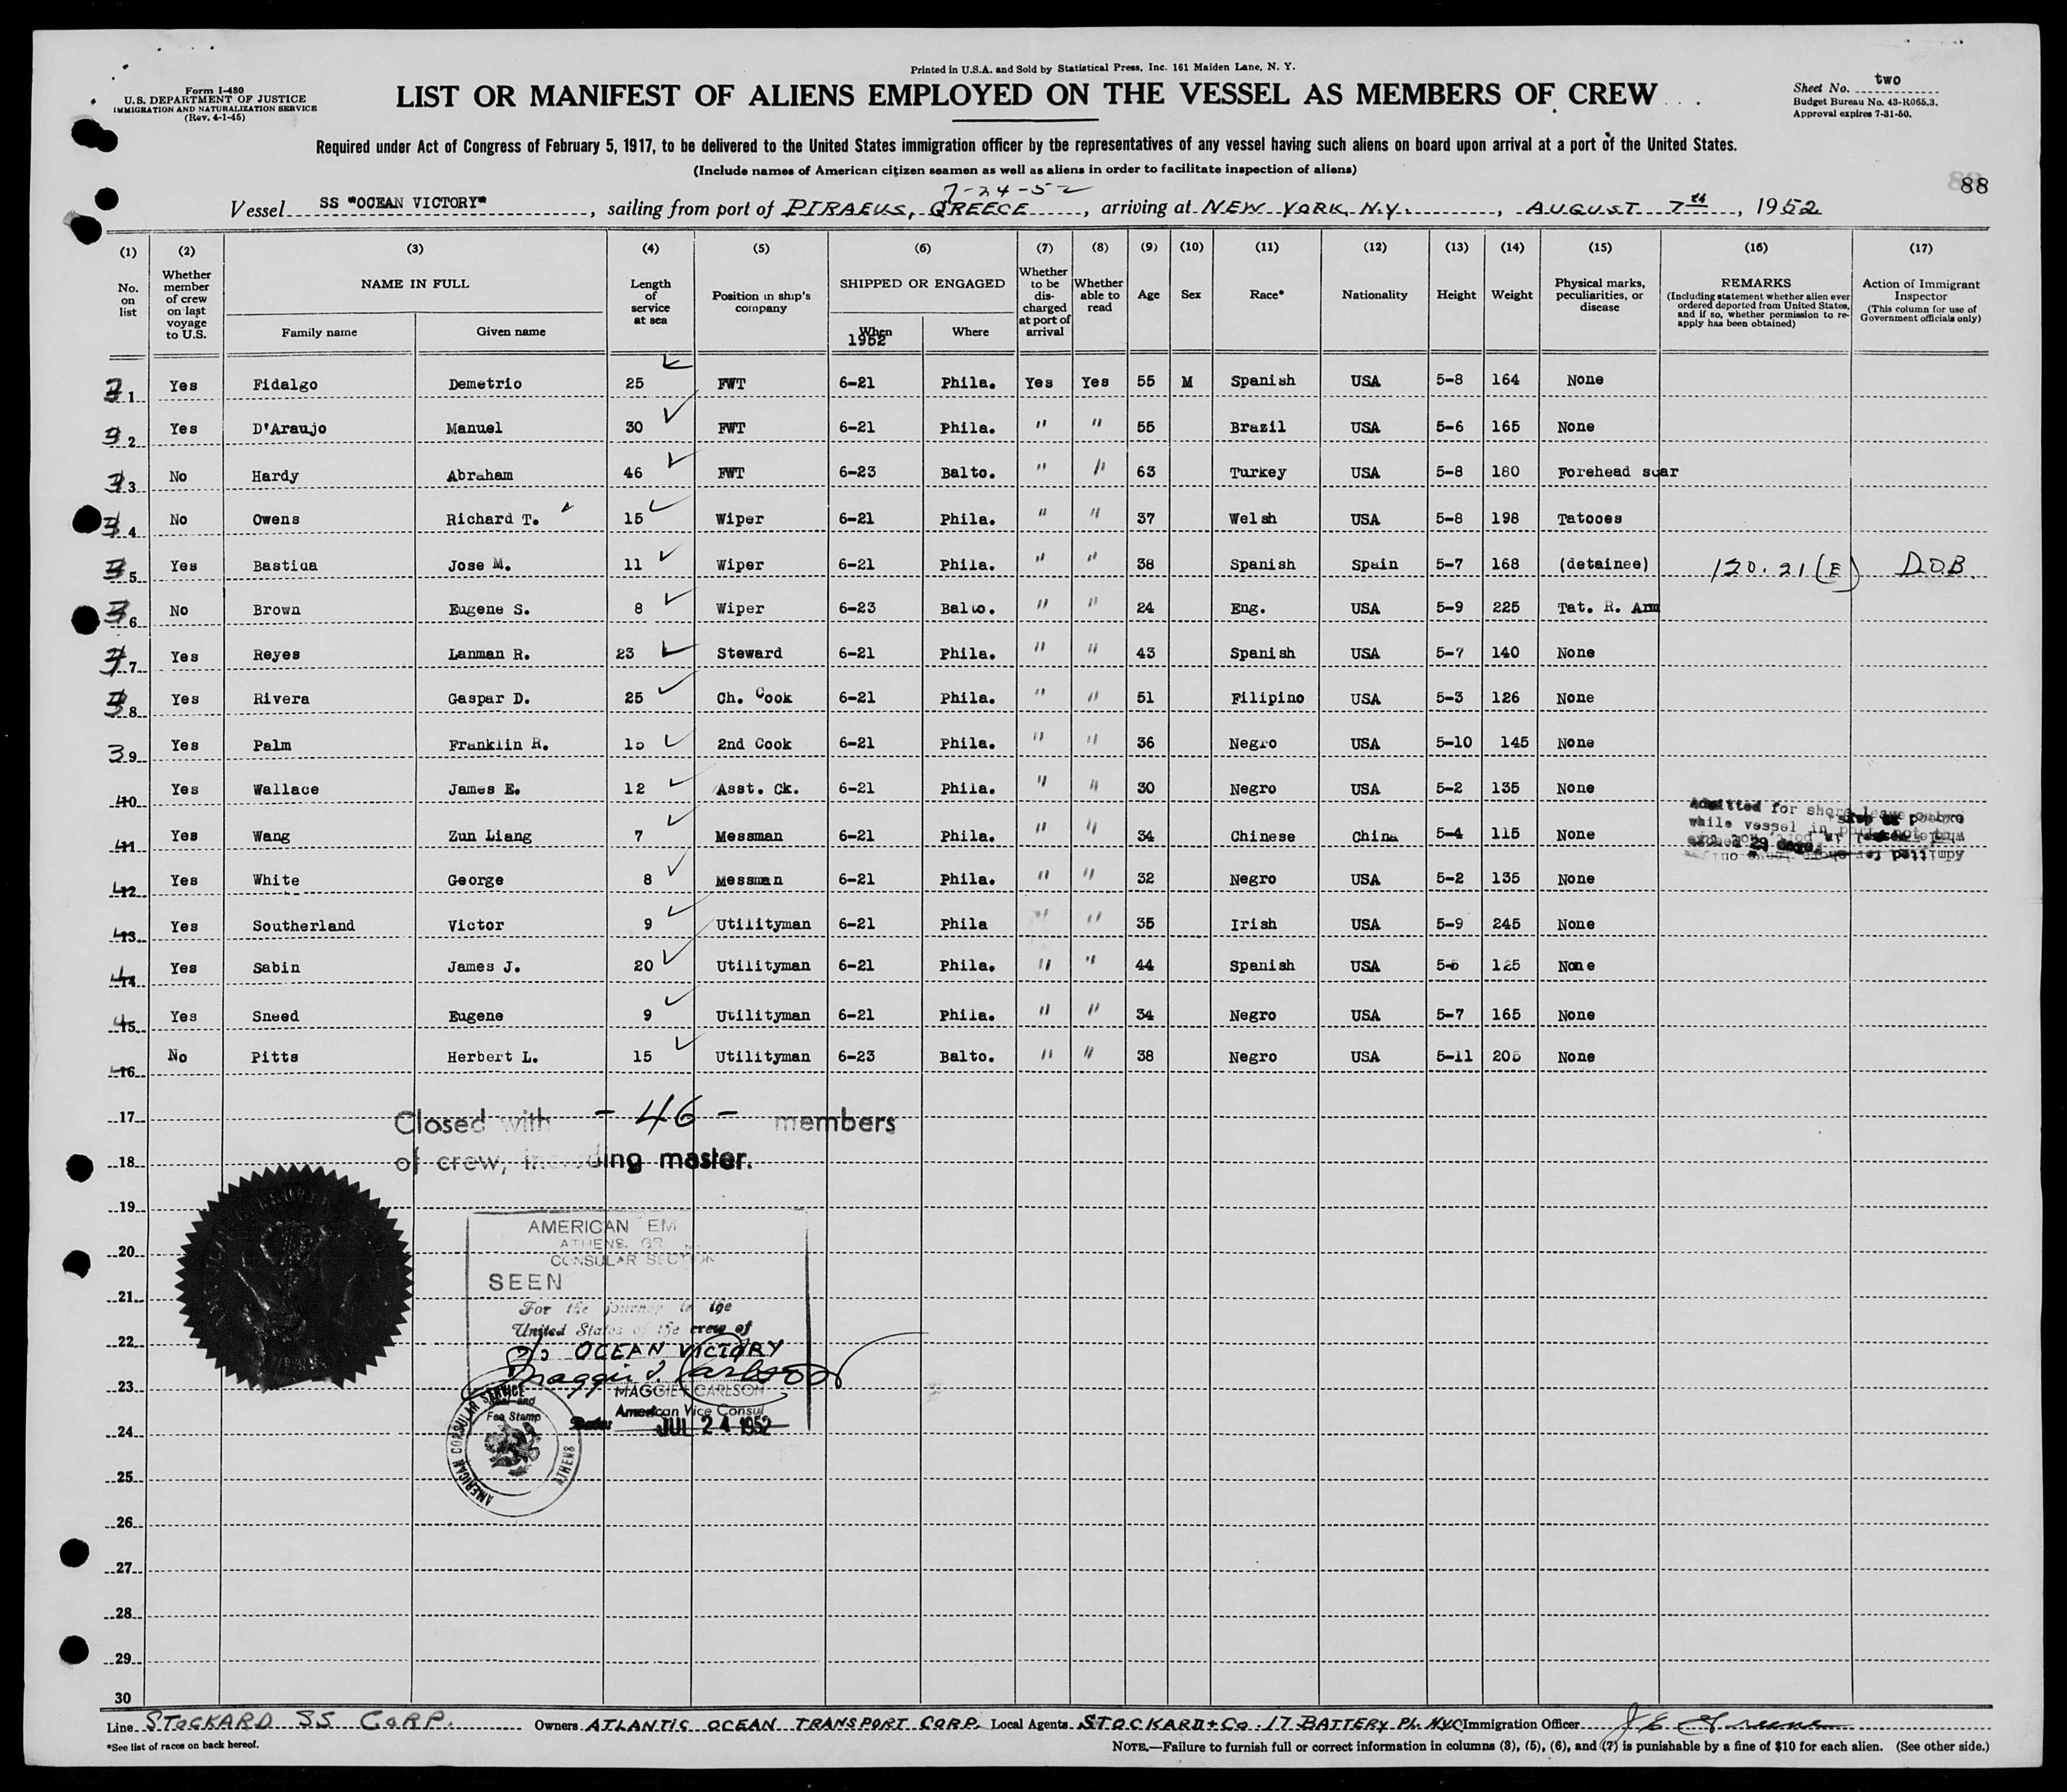 Printed in U.S.A. and Sold by Statistical Press, Inc. 161 Maiden Lane, N. Y.
Form I-480
U.S. DEPARTMENT OF JUSTICE
IMMIGRATION AND NATURALIZATION SERVICE
(Rev. 4-1-45)
LIST OR MANIFEST OF ALIENS EMPLOYED ON THE VESSEL AS MEMBERS OF CREW
Sheet No. two
Budget Bureau No. 43-R065.3.
Approval expires 7-31-50.
Required under Act of Congress of February 5, 1917, to be delivered to the United States immigration officer by the representatives of any vessel having such aliens on board upon arrival at a port of the United States.
(Include names of American citizen seamen as well as aliens in order to facilitate inspection of aliens)
88
7-24-52
Vessel SS "OCEAN VICTORY", sailing from port of PIRAEUS, GREECE, arriving at NEW YORK, N.Y., AUGUST 7th, 1952
(1) (2) (3) (4) (5) (6) (7) (8) (9) (10) (11) (12) (13) (14) (15) (16) (17)
No. on list
Whether member of crew on last voyage to U.S.
NAME IN FULL
Family name Given name
Length of service at sea
Position in ship's company
SHIPPED OR ENGAGED
When 1952 Where
Whether to be discharged at port of arrival
Whether able to read
Age
Sex
Race*
Nationality
Height
Weight
Physical marks, peculiarities, or disease
REMARKS
(Including statement whether alien ever ordered deported from United States, and if so, whether permission to reapply has been obtained)
Action of Immigrant Inspector
(This column for use of Government officials only)
1 Yes Fidalgo Demetrio 25 FWT 6-21 Phila. Yes Yes 55 M Spanish USA 5-8 164 None
2 Yes D'Araujo Manuel 30 FWT 6-21 Phila. " " 55 Brazil USA 5-6 165 None
3 No Hardy Abraham 46 FWT 6-23 Balto. " " 63 Turkey USA 5-8 180 Forehead scar
4 No Owens Richard T. 15 Wiper 6-21 Phila. " " 37 Welsh USA 5-8 198 Tatooes
5 Yes Bastida Jose M. 11 Wiper 6-21 Phila. " " 38 Spanish Spain 5-7 168 (detainee) 120.21(E) D.O.B.
6 No Brown Eugene S. 8 Wiper 6-23 Balto. " " 24 Eng. USA 5-9 225 Tat. R. Arm
7 Yes Reyes Lanman R. 23 Steward 6-21 Phila. " " 43 Spanish USA 5-7 140 None
8 Yes Rivera Gaspar D. 25 Ch. Cook 6-21 Phila. " " 51 Filipino USA 5-3 126 None
39 Yes Palm Franklin R. 15 2nd Cook 6-21 Phila. " " 36 Negro USA 5-10 145 None
10 Yes Wallace James E. 12 Asst. Ck. 6-21 Phila. " " 30 Negro USA 5-2 135 None
11 Yes Wang Zun Liang 7 Messman 6-21 Phila. " " 34 Chinese China 5-4 115 None
Admitted for shore leave
while vessel in port not to
exceed 29 days.
12 Yes White George 8 Messman 6-21 Phila. " " 32 Negro USA 5-2 135 None
13 Yes Southerland Victor 9 Utilityman 6-21 Phila " " 35 Irish USA 5-9 245 None
14 Yes Sabin James J. 20 Utilityman 6-21 Phila. " " 44 Spanish USA 125 None
15 Yes Sneed Eugene 9 Utilityman 6-21 Phila. " " 34 Negro USA 5-7 165 None
16 No Pitts Herbert L. 15 Utilityman 6-23 Balto. " " 38 Negro USA 5-11 205 None
17
Closed with - 46 - members
18
of crew, including master.
19
AMERICAN EM
20
ATHENS, GR
CONSULAR SECTION
SEEN
21
For the journey to the
United States of the crew of
22
OCEAN VICTORY
Maggie I. Carlson
23
MAGGIE I. CARLSON
American Vice Consul
Date: JUL 24 1952
AMERICAN CONSULAR SERVICE
Fee Stamp
ATHENS
24
25
26
27
28
29
30
Line STOCKARD SS CORP. Owners ATLANTIC OCEAN TRANSPORT CORP. Local Agents STOCKARD + Co. 17 BATTERY PL. NYC Immigration Officer J E Greene
*See list of races on back hereof.
NOTE.—Failure to furnish full or correct information in columns (3), (5), (6), and (7) is punishable by a fine of $10 for each alien. (See other side.)